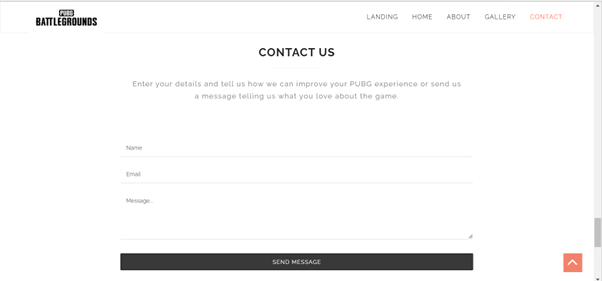 PUBG
BATTLEGROUNDS
LANDING HOME ABOUT GALLERY CONTACT
CONTACT US
Enter your details and tell us how we can improve your PUBG experience or send us
a message telling us what you love about the game.
Name
Email
Message...
SEND MESSAGE